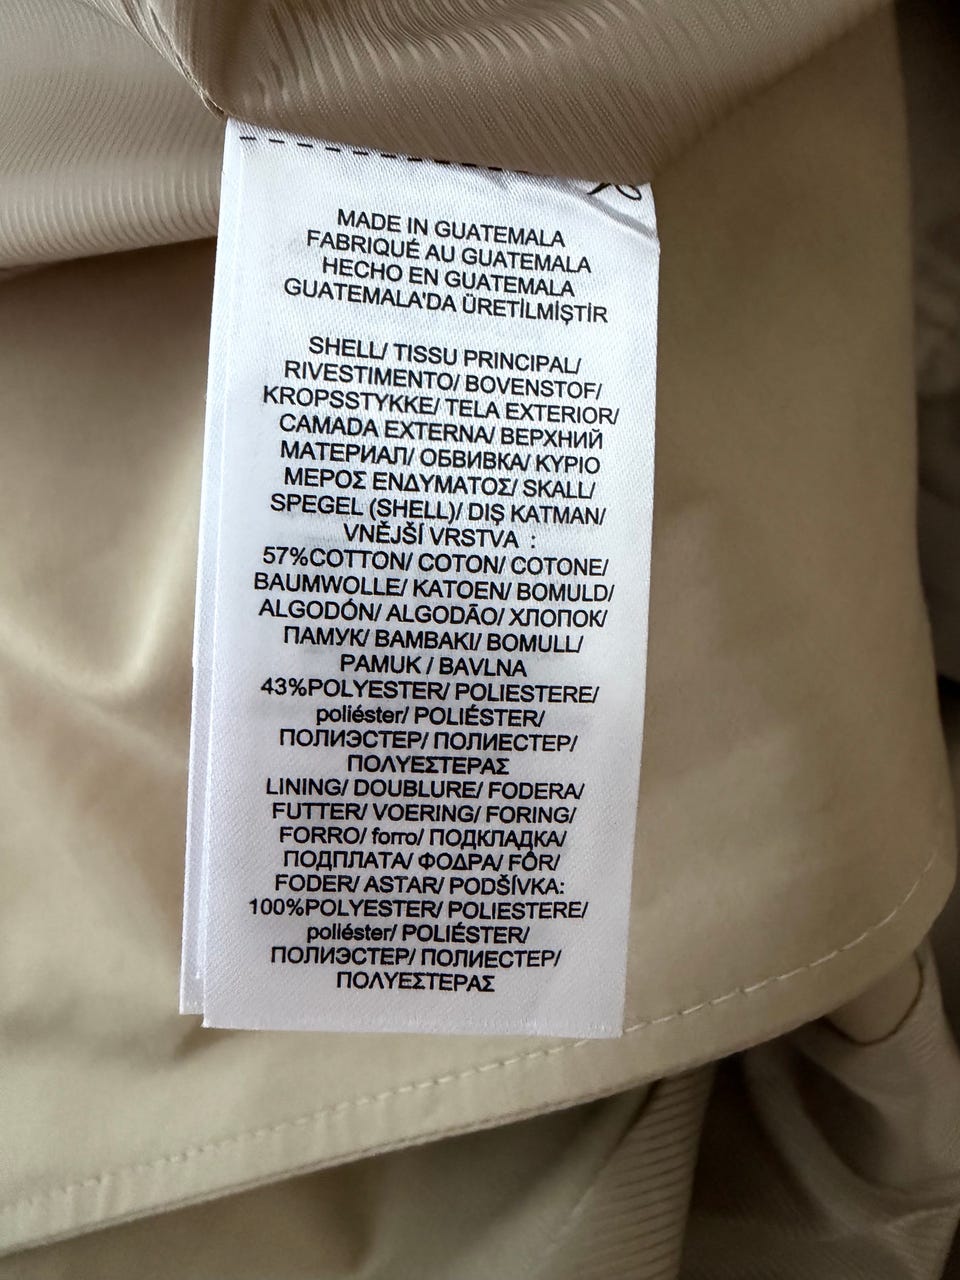 MADE IN GUATEMALA
FABRIQUÉ AU GUATEMALA
HECHO EN GUATEMALA
GUATEMALA'DA ÜRETİLMİŞTİR
SHELL/ TISSU PRINCIPAL/
RIVESTIMENTO/ BOVENSTOF/
KROPSSTYKKE/ TELA EXTERIOR/
CAMADA EXTERNA/ ВЕРХНИЙ
МАТЕРИАЛ/ ОБВИВКА/ ΚΥΡΙΟ
ΜΕΡΟΣ ΕΝΔΥΜΑΤΟΣ/ SKALL/
SPEGEL (SHELL)/ DIŞ KATMAN/
VNĚJŠÍ VRSTVA :
57%COTTON/ COTON/ COTONE/
BAUMWOLLE/ KATOEN/ BOMULD/
ALGODÓN/ ALGODÃO/ ХЛОПОК/
ПАМУК/ BAMBAKI/ BOMULL/
PAMUK / BAVLNA
43%POLYESTER/ POLIESTERE/
poliéster/ POLIÉSTER/
ПОЛИЭСТЕР/ ПОЛИЕСТЕР/
ΠΟΛΥΕΣΤΕΡΑΣ
LINING/ DOUBLURE/ FODERA/
FUTTER/ VOERING/ FORING/
FORRO/ forro/ ПОДКЛАДКА/
ПОДПЛАТА/ ΦΟΔΡΑ/ FÔR/
FODER/ ASTAR/ PODŠÍVKA:
100%POLYESTER/ POLIESTERE/
poliéster/ POLIÉSTER/
ПОЛИЭСТЕР/ ПОЛИЕСТЕР/
ΠΟΛΥΕΣΤΕΡΑΣ